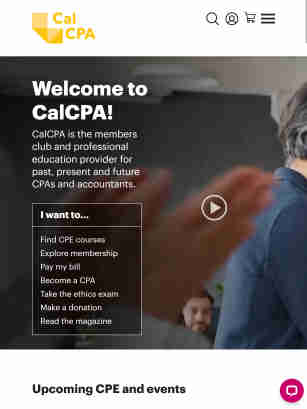 Cal
CPA
Welcome to
CalCPA!
CalCPA is the members
club and professional
education provider for
past, present and future
CPAs and accountants.
I want to...
Find CPE courses
Explore membership
Pay my bill
Become a CPA
Take the ethics exam
Make a donation
Read the magazine
Upcoming CPE and events